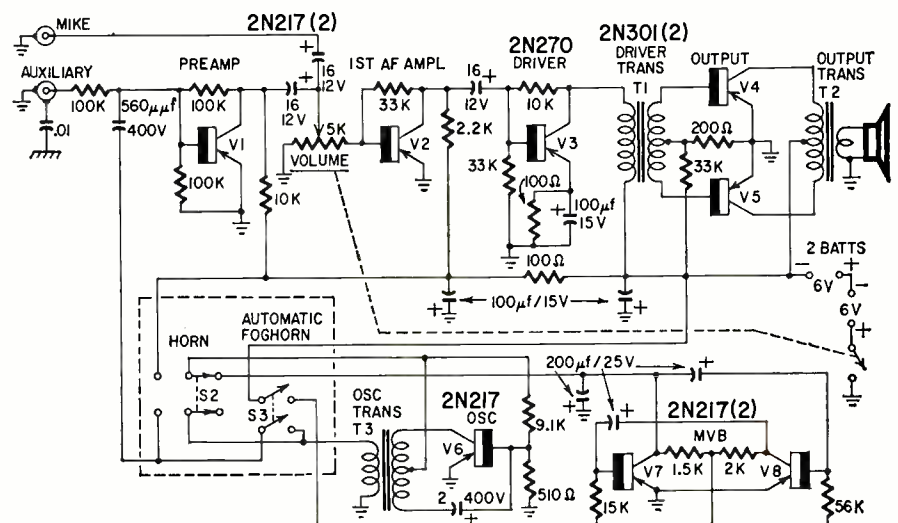 MIKE
2N217(2)
2N301(2)
2N270
DRIVER
DRIVER
TRANS
T1
OUTPUT
OUTPUT
TRANS
T2
AUXILIARY
PREAMP
1ST AF AMPL
16
12V
16
12V
16
12V
100K
560µµf
400V
100K
33K
10K
V4
.01
V1
5K
VOLUME
V2
2.2K
V3
200Ω
33K
100K
10K
33K
100Ω
100µf
15V
V5
100Ω
2 BATTS
6V
6V
100µf/15V
AUTOMATIC
FOGHORN
HORN
S2
S3
OSC
TRANS
T3
2N217
OSC
V6
9.1K
510Ω
2
400V
200µf/25V
2N217(2)
MVB
V7
1.5K
2K
V8
15K
56K